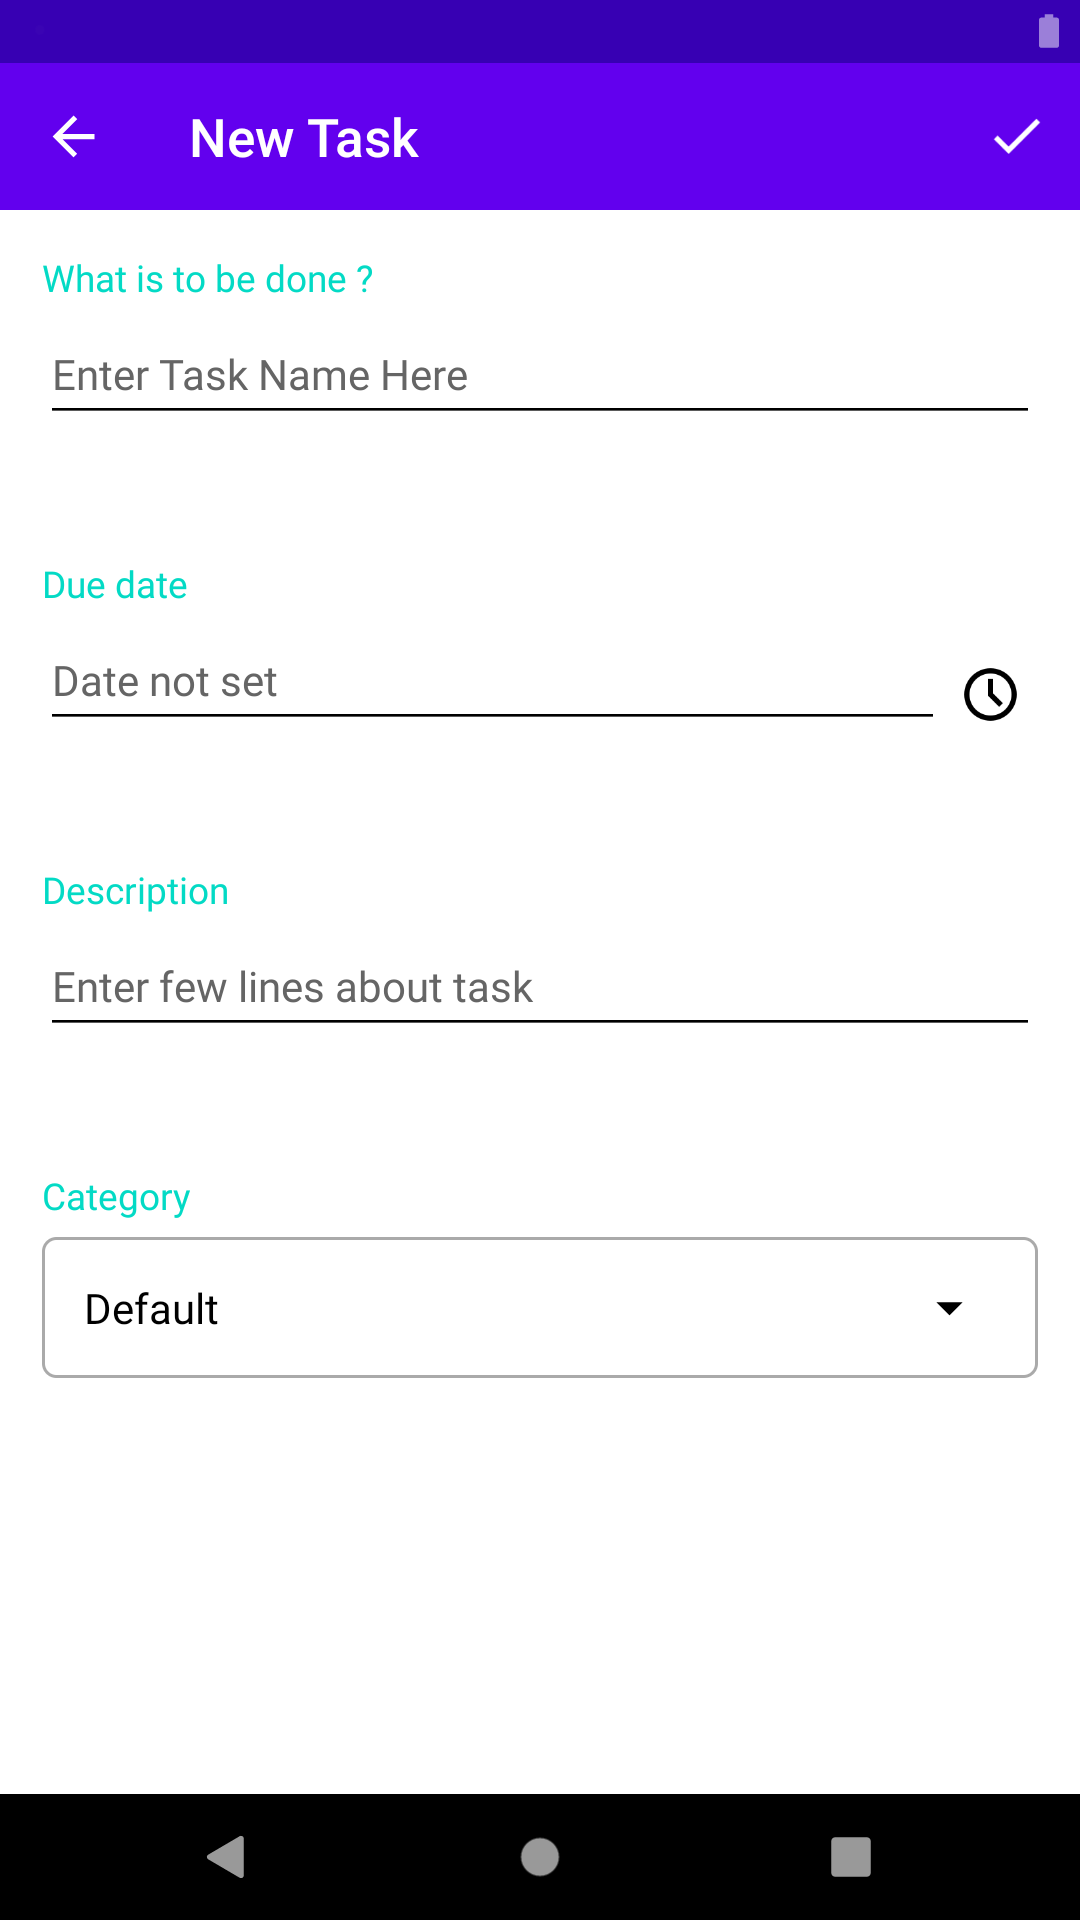 New Task
What is to be done ?
Enter Task Name Here
Due date
Date not set
Description
Enter few lines about task
Category
Default